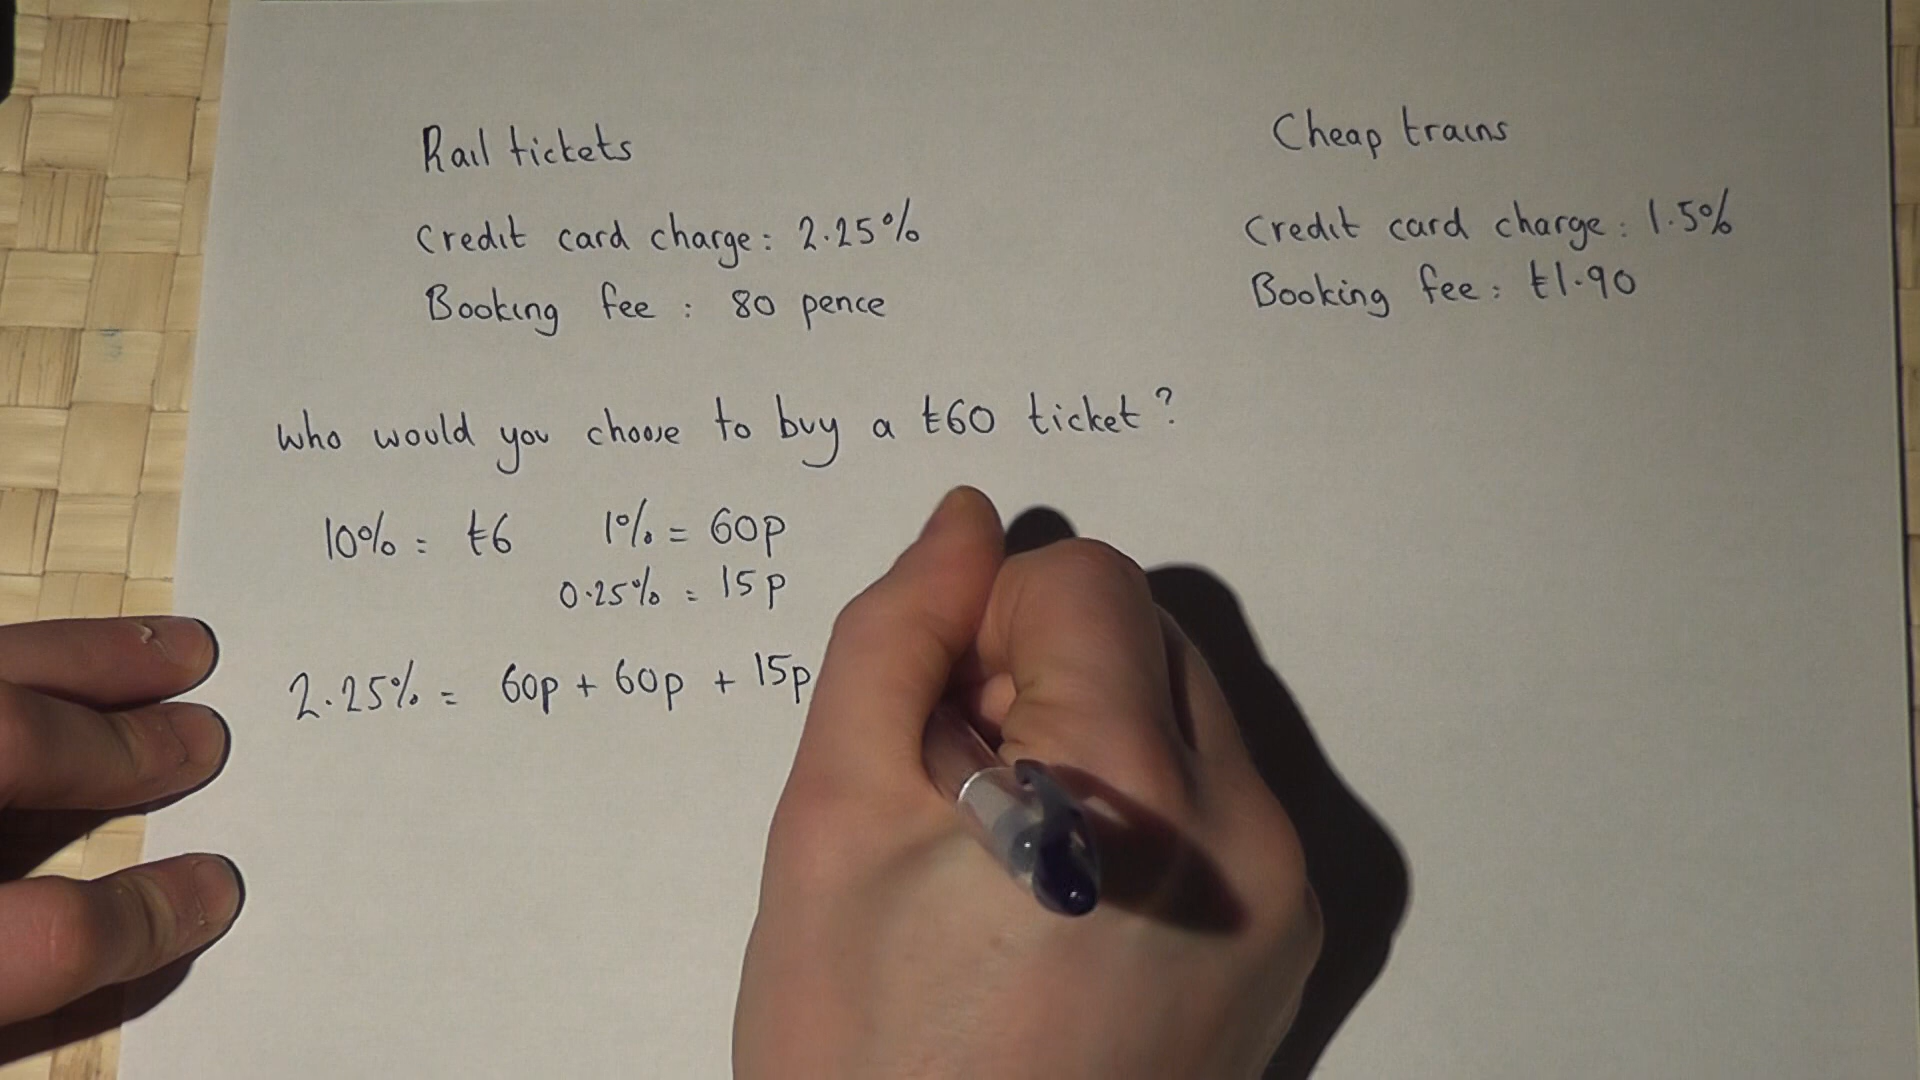 Rail tickets
Credit card charge: 2.25%
Booking fee: 80 pence
Cheap trains
Credit card charge: 1.5%
Booking fee: £1.90
Who would you choose to buy a £60 ticket?
10% = £6 1% = 60p
0.25% = 15p
2.25% = 60p + 60p + 15p